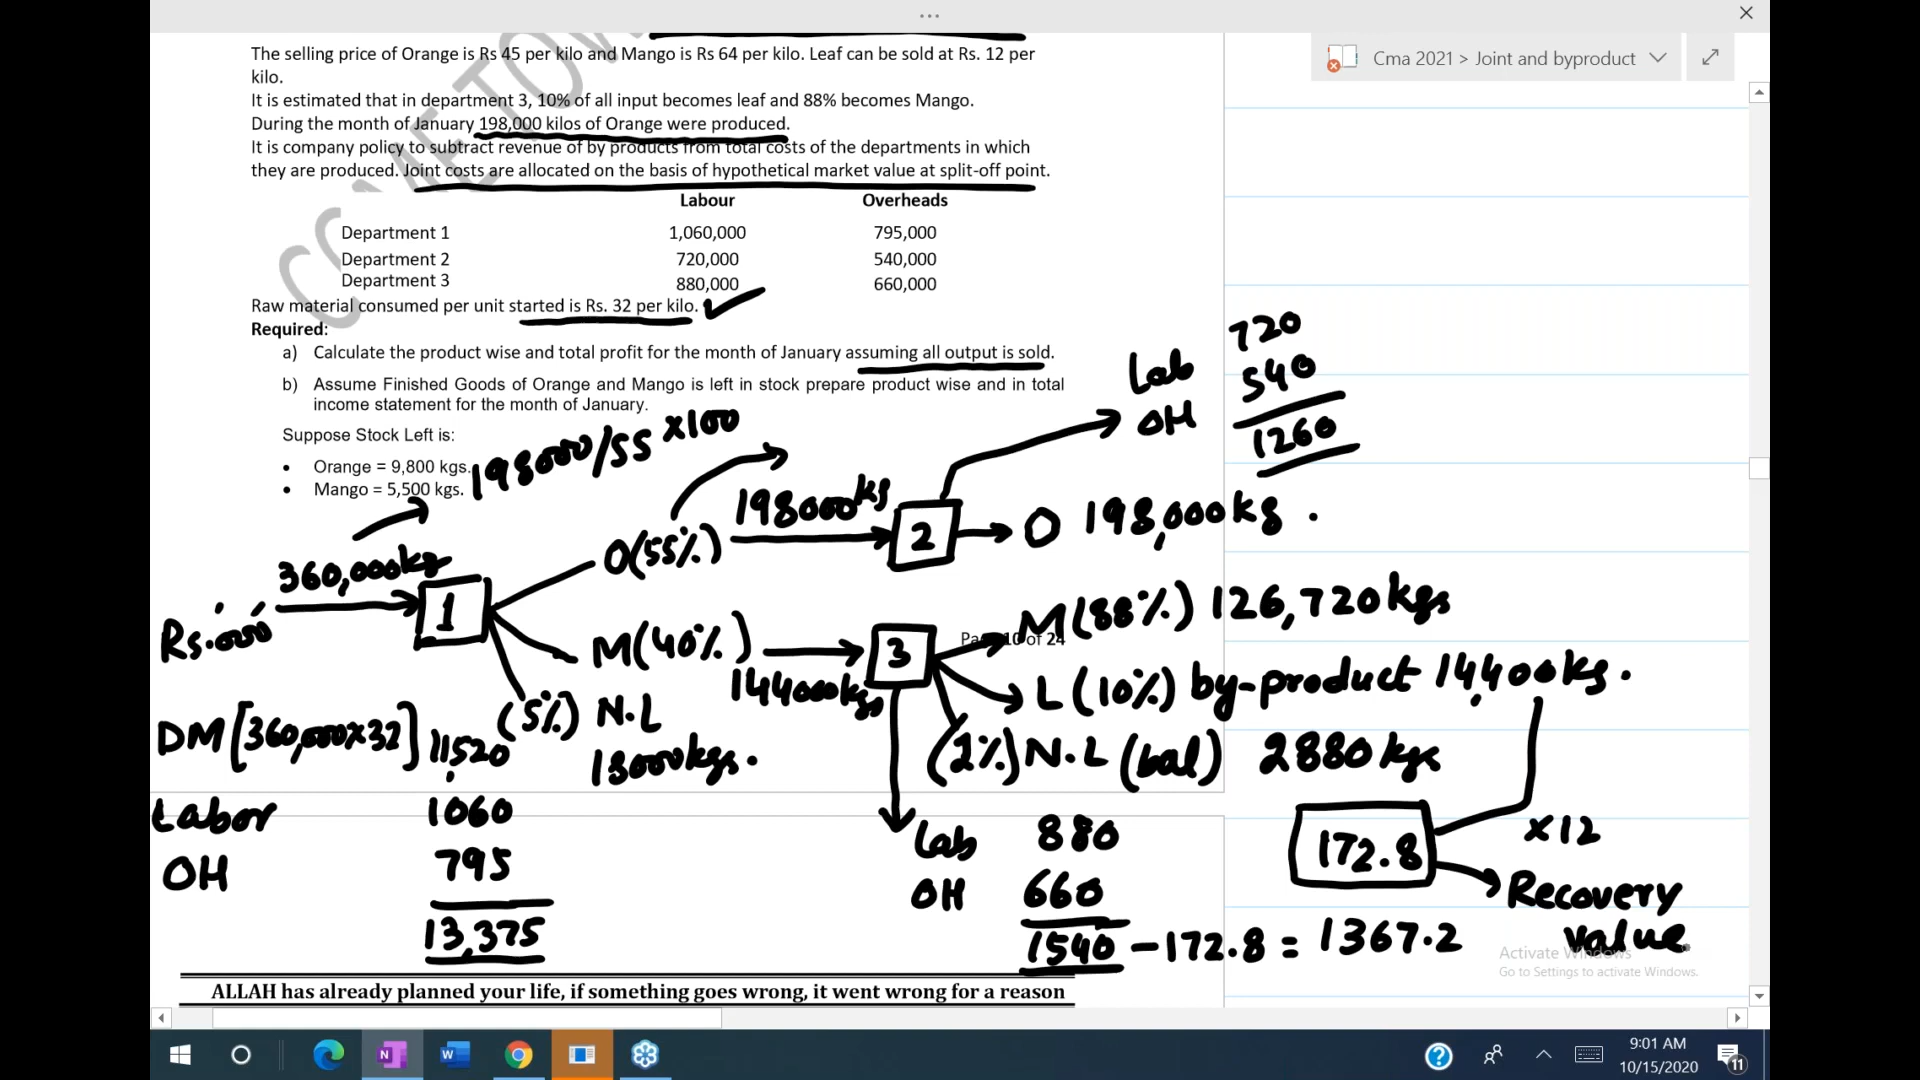 ...
The selling price of Orange is Rs 45 per kilo and Mango is Rs 64 per kilo. Leaf can be sold at Rs. 12 per
kilo.
Cma 2021 > Joint and byproduct
It is estimated that in department 3, 10% of all input becomes leaf and 88% becomes Mango.
During the month of January 198,000 kilos of Orange were produced.
It is company policy to subtract revenue of by products from total costs of the departments in which
they are produced. Joint costs are allocated on the basis of hypothetical market value at split-off point.
Labour Overheads
Department 1 1,060,000 795,000
Department 2 720,000 540,000
Department 3 880,000 660,000
Raw material consumed per unit started is Rs. 32 per kilo.
Required:
a) Calculate the product wise and total profit for the month of January assuming all output is sold.
b) Assume Finished Goods of Orange and Mango is left in stock prepare product wise and in total
income statement for the month of January.
Suppose Stock Left is:
• Orange = 9,800 kgs.
• Mango = 5,500 kgs.
198000/55 x100
Lab 720
OH 540
1260
360,000kg
1
O(55%) 198000kg 2 O 198,000kg.
Rs.000
M(40%) 144000kgs 3 M(88%) 126,720kgs
Page 10 of 24
L(10%) by-product 14,400kgs.
(5%) N.L
18000kgs.
(2%) N.L (bal) 2880kgs
DM[360,000x32] 11,520
Labor 1060
OH 795
13,375
Lab 880
OH 660
1540 - 172.8 = 1367.2
172.8
x12
Recovery
value
Activate Windows
Go to Settings to activate Windows.
ALLAH has already planned your life, if something goes wrong, it went wrong for a reason
9:01 AM
10/15/2020
11